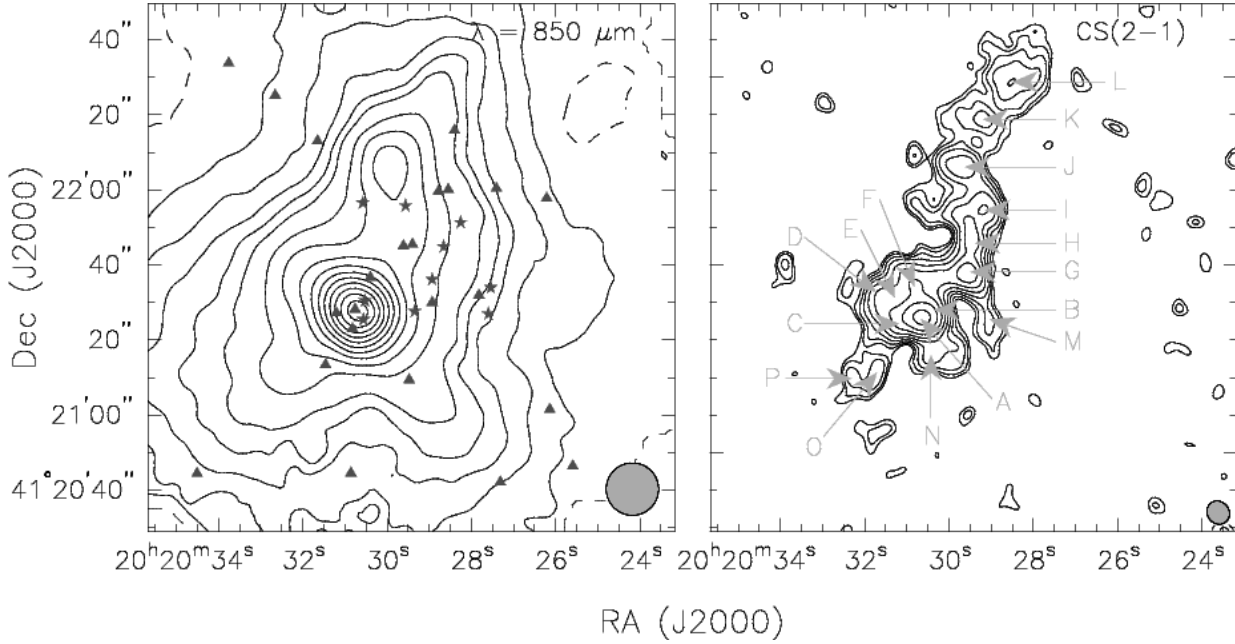 λ = 850 μm
CS(2−1)
40"
20"
22'00"
40"
20"
21'00"
41°20'40"
Dec (J2000)
L
K
J
I
H
G
F
E
D
B
C
M
P
A
N
O
20ʰ20ᵐ34ˢ
32ˢ
30ˢ
28ˢ
26ˢ
24ˢ
20ʰ20ᵐ34ˢ
32ˢ
30ˢ
28ˢ
26ˢ
24ˢ
RA (J2000)